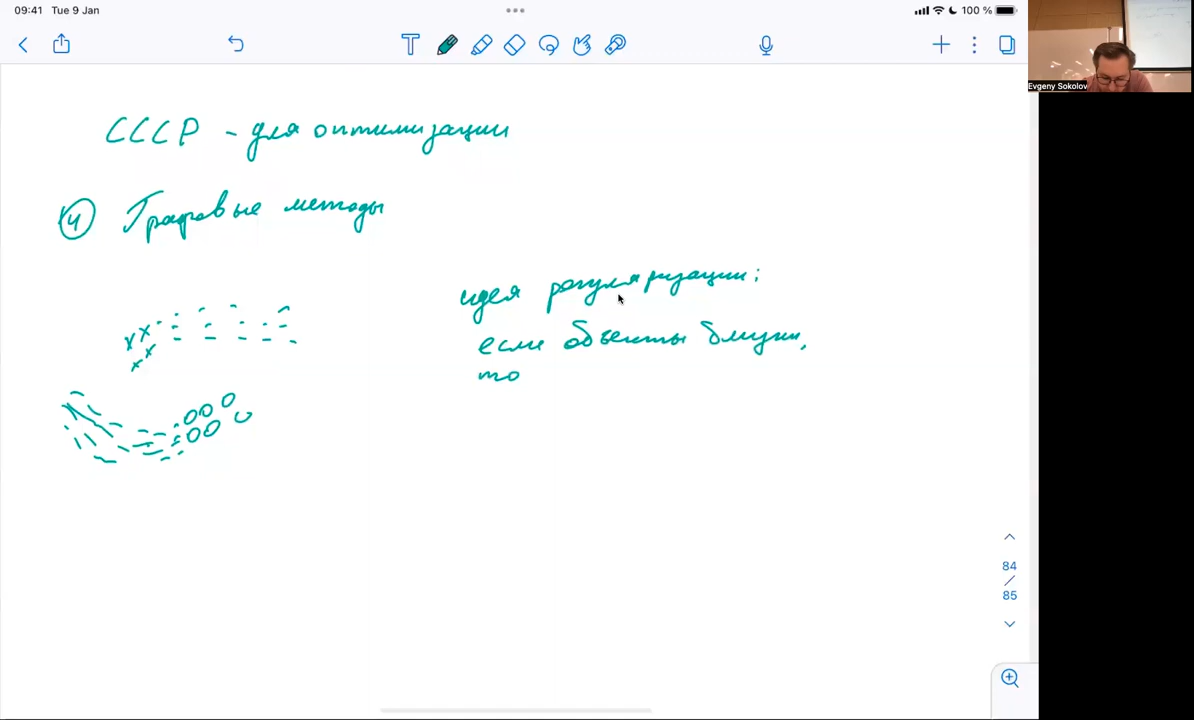 09:41 Tue 9 Jan
100 %
Evgeny Sokolov
СССР - для оптимизации
4 Графовые методы
идея регуляризации:
если объекты близки,
то
84
/
85